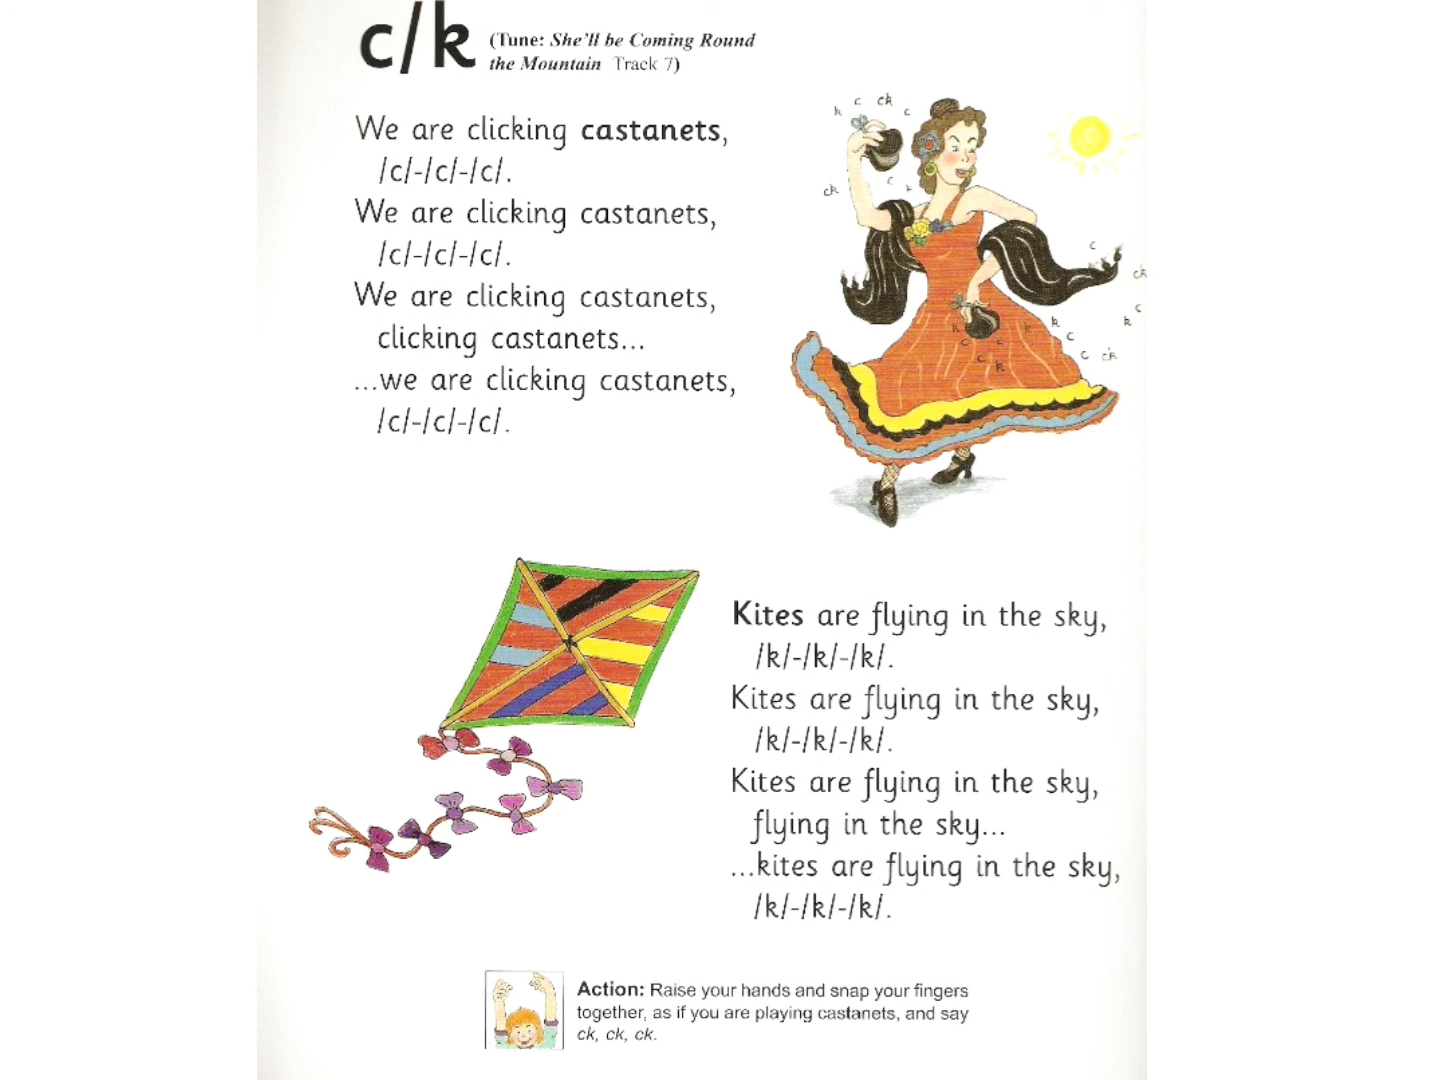 c/k
(Tune: She'll be Coming Round
the Mountain Track 7)
We are clicking castanets,
/c/-/c/-/c/.
We are clicking castanets,
/c/-/c/-/c/.
We are clicking castanets,
clicking castanets...
...we are clicking castanets,
/c/-/c/-/c/.
k c ck c
ck c k
c ck
c k
k c c k k k c
c c k c ck
Kites are flying in the sky,
/k/-/k/-/k/.
Kites are flying in the sky,
/k/-/k/-/k/.
Kites are flying in the sky,
flying in the sky...
...kites are flying in the sky,
/k/-/k/-/k/.
Action: Raise your hands and snap your fingers
together, as if you are playing castanets, and say
ck, ck, ck.